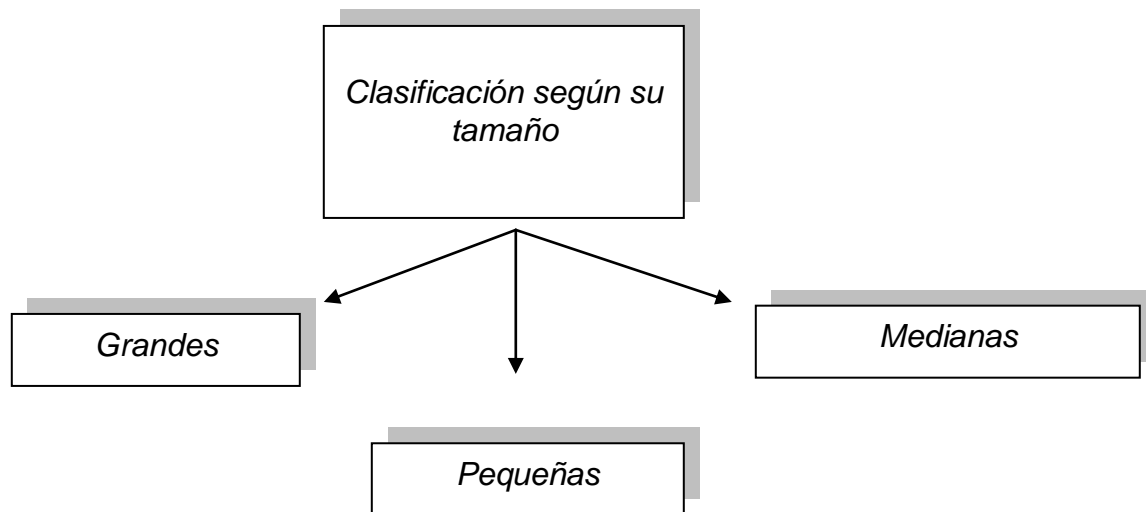 Clasificación según su
tamaño
Grandes
Medianas
Pequeñas